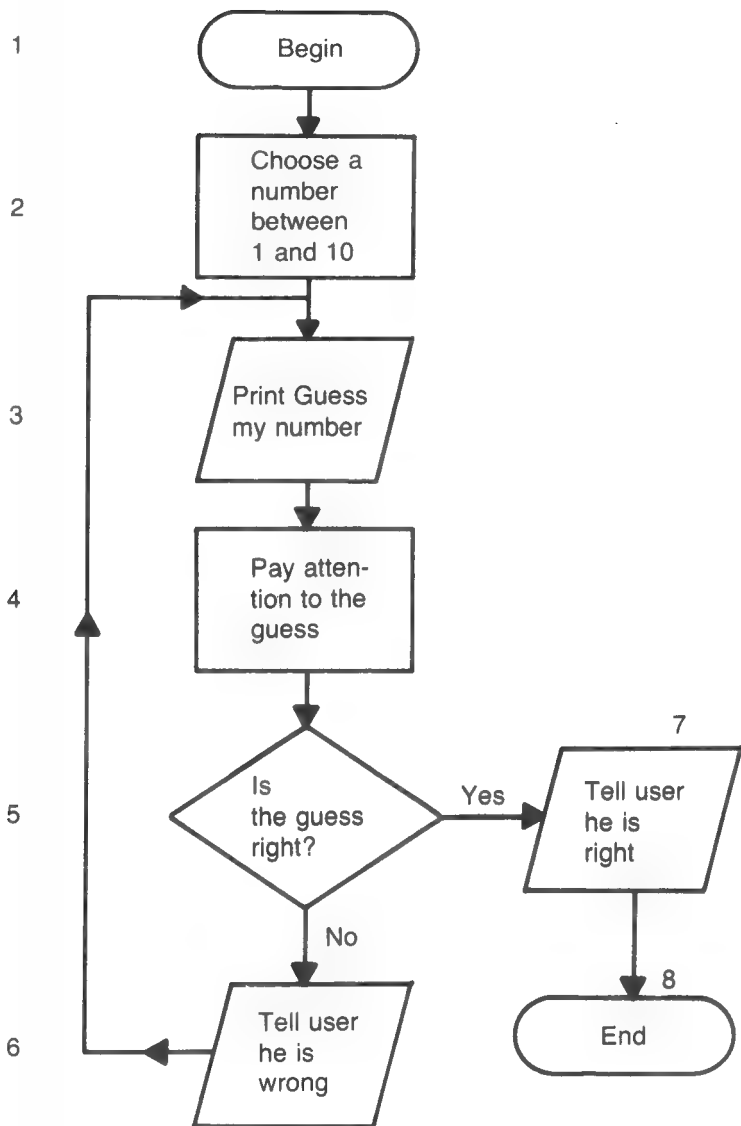 1
Begin
2
Choose a
number
between
1 and 10
3
Print Guess
my number
4
Pay atten-
tion to the
guess
5
Is
the guess
right?
Yes
7
Tell user
he is
right
No
8
End
6
Tell user
he is
wrong